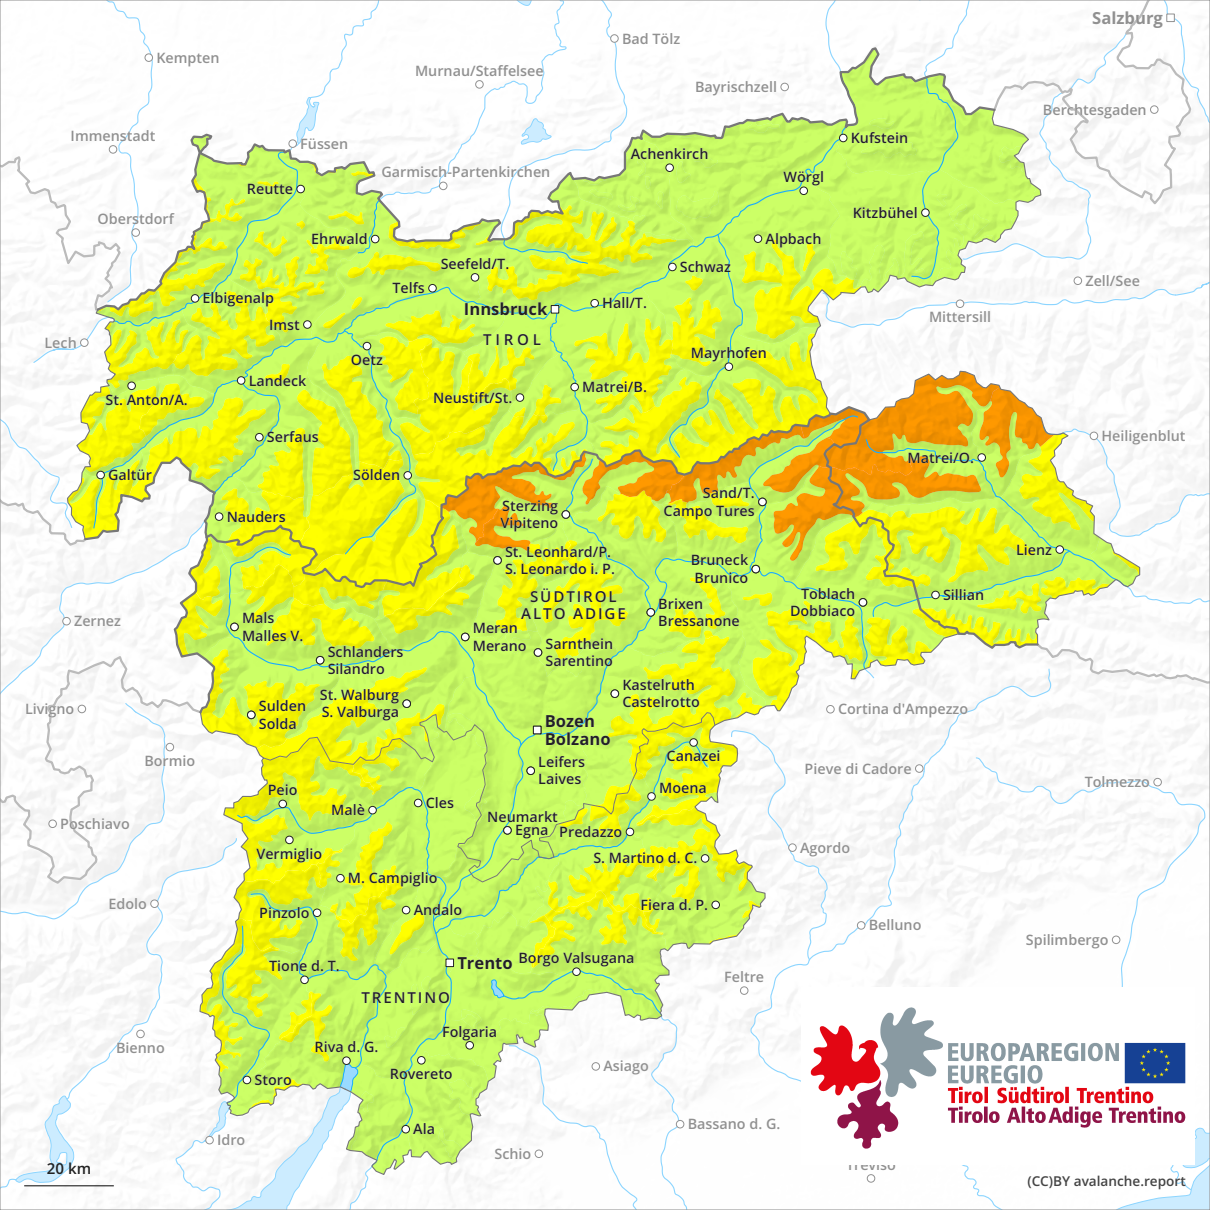 Salzburg
Bad Tölz
Kempten
Murnau/Staffelsee
Bayrischzell
Berchtesgaden
Immenstadt
Füssen
Kufstein
Achenkirch
Garmisch-Partenkirchen
Wörgl
Reutte
Oberstdorf
Kitzbühel
Ehrwald
Alpbach
Seefeld/T.
Schwaz
Zell/See
Telfs
Elbigenalp
Hall/T.
Innsbruck
Mittersill
Imst
Lech
TIROL
Oetz
Mayrhofen
Landeck
Matrei/B.
St. Anton/A.
Neustift/St.
Serfaus
Heiligenblut
Matrei/O.
Galtür
Sölden
Sand/T.
Campo Tures
Sterzing
Vipiteno
Nauders
Lienz
St. Leonhard/P.
S. Leonardo i. P.
Bruneck
Brunico
SÜDTIROL
ALTO ADIGE
Toblach
Dobbiaco
Sillian
Brixen
Bressanone
Zernez
Mals
Malles V.
Meran
Merano
Sarnthein
Sarentino
Schlanders
Silandro
Kastelruth
Castelrotto
St. Walburg
S. Valburga
Livigno
Sulden
Solda
Cortina d'Ampezzo
Bozen
Bolzano
Bormio
Canazei
Leifers
Laives
Pieve di Cadore
Tolmezzo
Peio
Moena
Malè
Cles
Neumarkt
Egna
Poschiavo
Predazzo
Vermiglio
Agordo
S. Martino d. C.
M. Campiglio
Edolo
Pinzolo
Andalo
Fiera d. P.
Belluno
Spilimbergo
Trento
Borgo Valsugana
Tione d. T.
Feltre
TRENTINO
Bienno
Folgaria
Riva d. G.
Asiago
Rovereto
Storo
EUROPAREGION
EUREGIO
Tirol Südtirol Trentino
Tirolo Alto Adige Trentino
Bassano d. G.
Ala
Idro
Schio
Treviso
20 km
(CC)BY avalanche.report